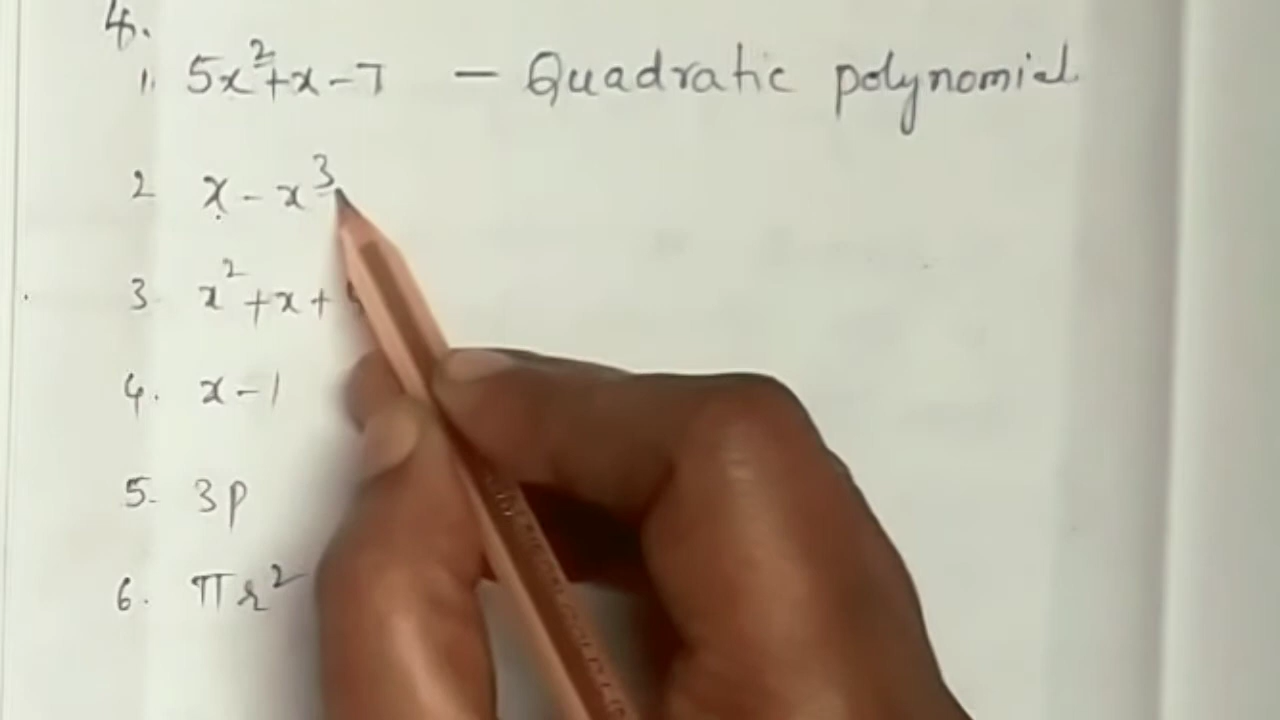 4.
1. 5x²+x-7 — Quadratic polynomial.
2 x-x³
3 x²+x+
4. x-1
5. 3p
6. πr²